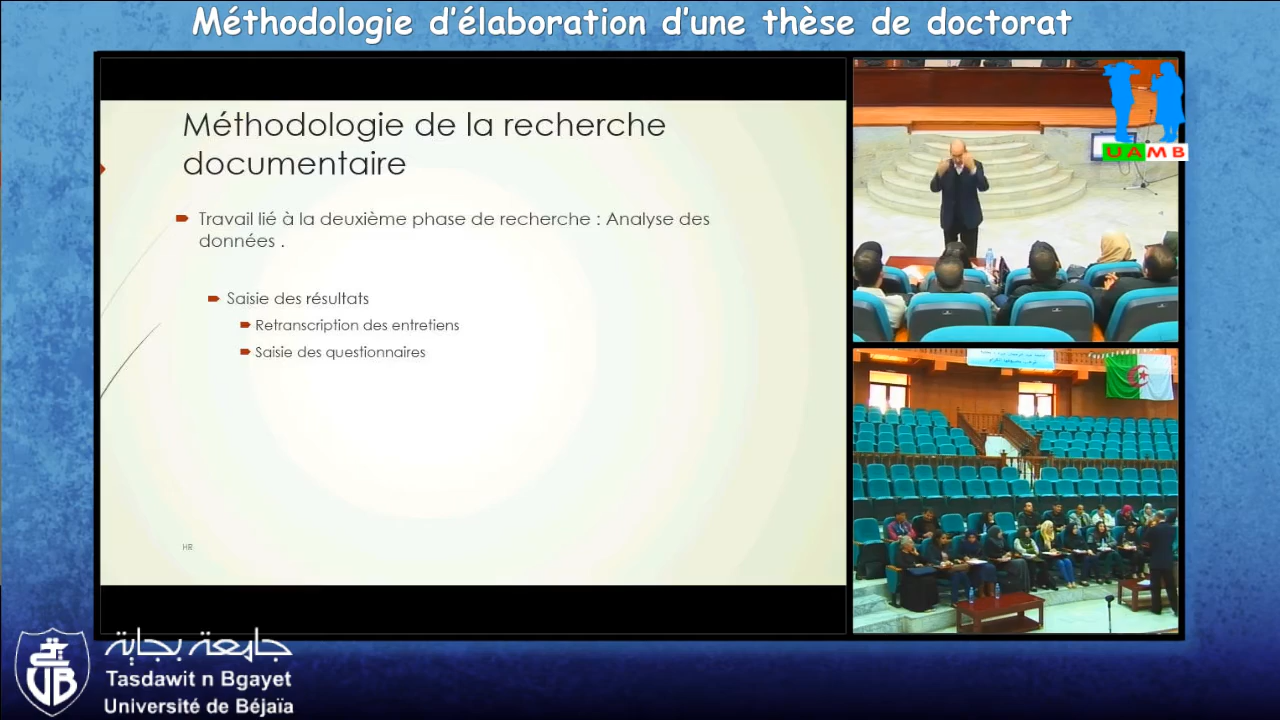 Méthodologie d'élaboration d'une thèse de doctorat
Méthodologie de la recherche
documentaire
Travail lié à la deuxième phase de recherche : Analyse des
données .
Saisie des résultats
Retranscription des entretiens
Saisie des questionnaires
HR
UAMB
UB
جامعة بجاية
Tasdawit n Bgayet
Université de Béjaïa